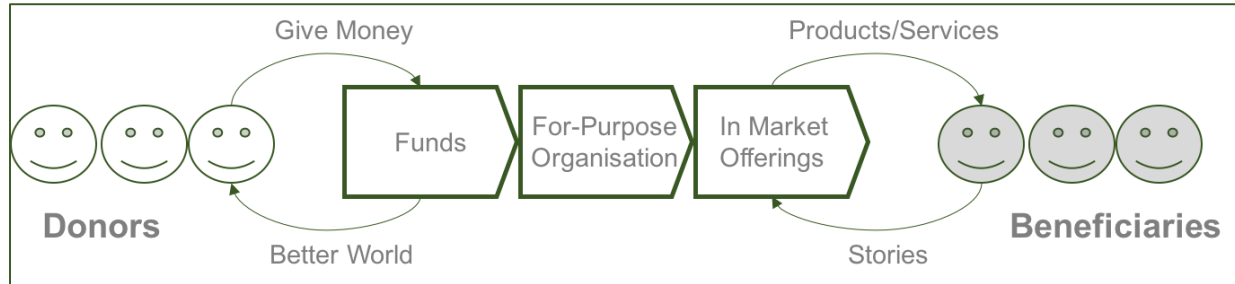 Give Money
Products/Services
Funds
For-Purpose
Organisation
In Market
Offerings
Donors
Beneficiaries
Better World
Stories